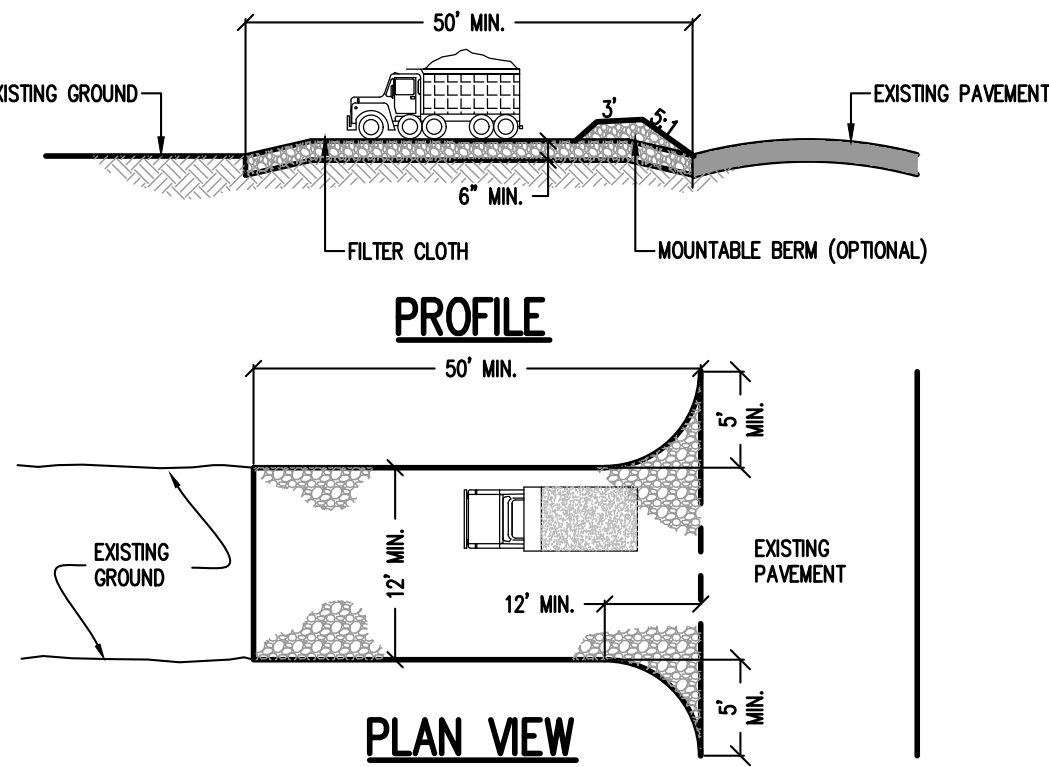 50' MIN.
EXISTING GROUND
3'
5:1
EXISTING PAVEMENT
6" MIN.
FILTER CLOTH
MOUNTABLE BERM (OPTIONAL)
PROFILE
50' MIN.
5'
MIN.
EXISTING
GROUND
12' MIN.
EXISTING
PAVEMENT
12' MIN.
5'
MIN.
PLAN VIEW